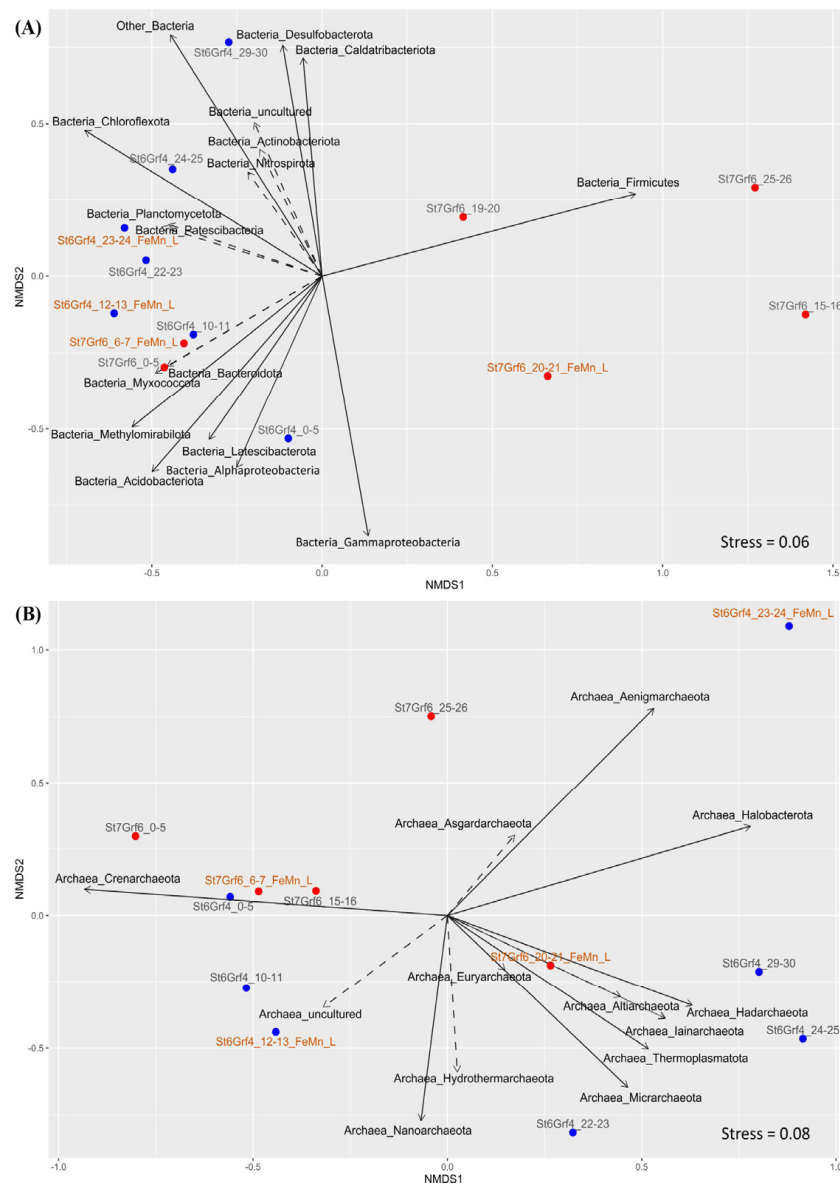 (A)
Other_Bacteria
Bacteria_Desulfobacterota
St6Grf4_29-30
Bacteria_Caldatribacteriota
0.5
Bacteria_uncultured
Bacteria_Chloroflexota
Bacteria_Actinobacteriota
St6Grf4_24-25
Bacteria_Nitrospirota
Bacteria_Firmicutes
St7Grf6_25-26
St7Grf6_19-20
Bacteria_Planctomycetota
Bacteria_Patescibacteria
St6Grf4_23-24_FeMn_L
St6Grf4_22-23
NMDS2
0.0
St6Grf4_12-13_FeMn_L
St6Grf4_10-11
St7Grf6_15-16
St7Grf6_6-7_FeMn_L
St7Grf6_0-5
Bacteria_Bacteroidota
St7Grf6_20-21_FeMn_L
Bacteria_Myxococcota
Bacteria_Methylomirabilota
St6Grf4_0-5
-0.5
Bacteria_Latescibacterota
Bacteria_Alphaproteobacteria
Bacteria_Acidobacteriota
Bacteria_Gammaproteobacteria
Stress = 0.06
-0.5
0.0
0.5
1.0
1.5
NMDS1
(B)
St6Grf4_23-24_FeMn_L
1.0
Archaea_Aenigmarchaeota
St7Grf6_25-26
0.5
Archaea_Halobacterota
Archaea_Asgardarchaeota
St7Grf6_0-5
NMDS2
Archaea_Crenarchaeota
St7Grf6_6-7_FeMn_L
St7Grf6_15-16
St6Grf4_0-5
0.0
St7Grf6_20-21_FeMn_L
Archaea_Euryarchaeota
St6Grf4_29-30
St6Grf4_10-11
Archaea_uncultured
Archaea_Altiarchaeota
Archaea_Hadarchaeota
Archaea_Iainarchaeota
St6Grf4_24-25
St6Grf4_12-13_FeMn_L
-0.5
Archaea_Thermoplasmatota
Archaea_Hydrothermarchaeota
Archaea_Micrarchaeota
Archaea_Nanoarchaeota
St6Grf4_22-23
Stress = 0.08
-1.0
-0.5
0.0
0.5
1.0
NMDS1